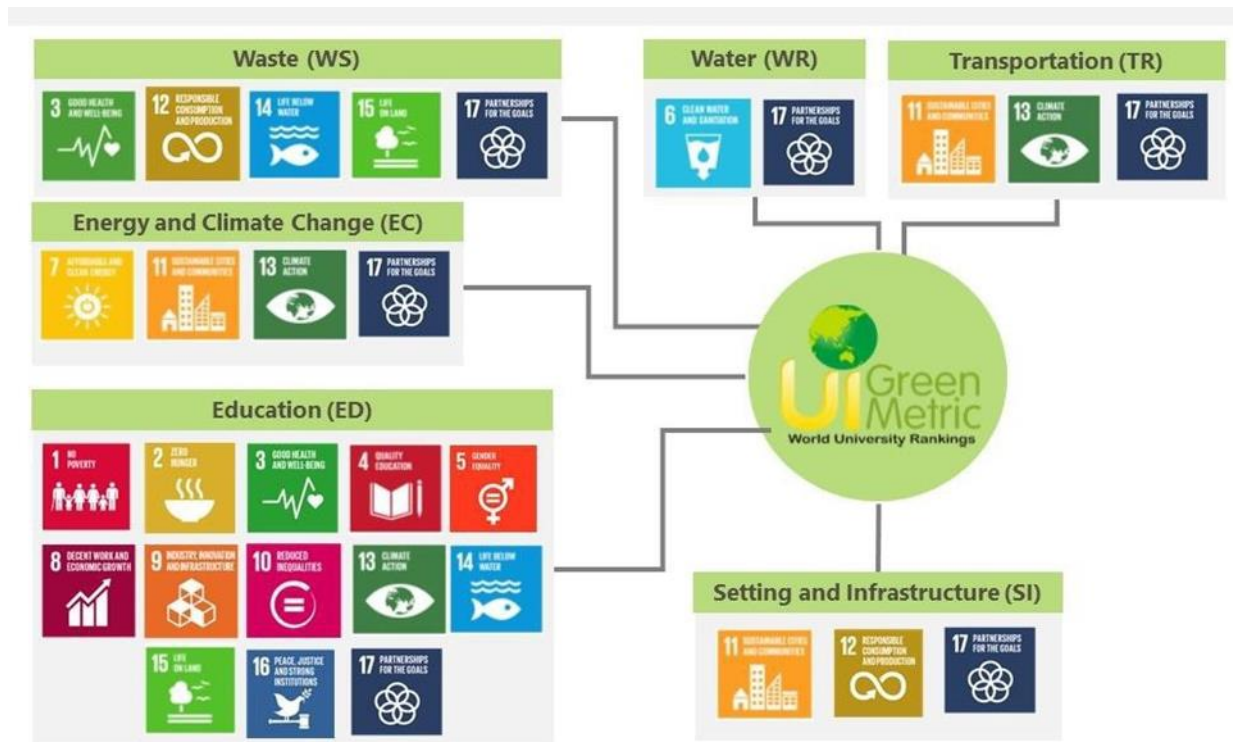 Waste (WS)
3 GOOD HEALTH
AND WELL-BEING
12 RESPONSIBLE
CONSUMPTION
AND PRODUCTION
14 LIFE BELOW
WATER
15 LIFE
ON LAND
17 PARTNERSHIPS
FOR THE GOALS
Water (WR)
6 CLEAN WATER
AND SANITATION
17 PARTNERSHIPS
FOR THE GOALS
Transportation (TR)
11 SUSTAINABLE CITIES
AND COMMUNITIES
13 CLIMATE
ACTION
17 PARTNERSHIPS
FOR THE GOALS
Energy and Climate Change (EC)
7 AFFORDABLE AND
CLEAN ENERGY
11 SUSTAINABLE CITIES
AND COMMUNITIES
13 CLIMATE
ACTION
17 PARTNERSHIPS
FOR THE GOALS
UI Green
Metric
World University Rankings
Education (ED)
1 NO
POVERTY
2 ZERO
HUNGER
3 GOOD HEALTH
AND WELL-BEING
4 QUALITY
EDUCATION
5 GENDER
EQUALITY
8 DECENT WORK AND
ECONOMIC GROWTH
9 INDUSTRY, INNOVATION
AND INFRASTRUCTURE
10 REDUCED
INEQUALITIES
13 CLIMATE
ACTION
14 LIFE BELOW
WATER
15 LIFE
ON LAND
16 PEACE, JUSTICE
AND STRONG
INSTITUTIONS
17 PARTNERSHIPS
FOR THE GOALS
Setting and Infrastructure (SI)
11 SUSTAINABLE CITIES
AND COMMUNITIES
12 RESPONSIBLE
CONSUMPTION
AND PRODUCTION
17 PARTNERSHIPS
FOR THE GOALS